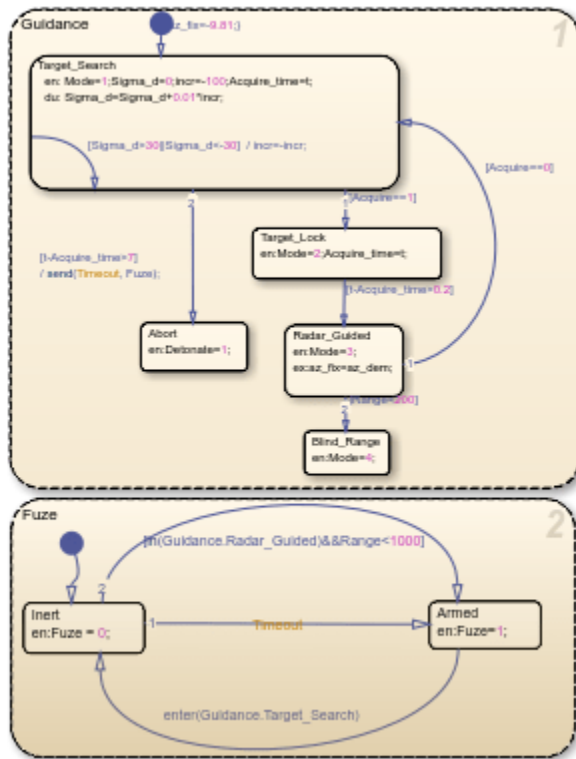 Guidance
1
z_fix=-9.81;}
Target_Search
en: Mode=1;Sigma_d=0;incr=-100;Acquire_time=t;
du: Sigma_d=Sigma_d+0.01*incr;
[Sigma_d>30||Sigma_d<-30] / incr=-incr;
[Acquire==0]
2
1
[Acquire==1]
[t-Acquire_time>7]
/ send(Timeout, Fuze);
Target_Lock
en:Mode=2;Acquire_time=t;
[t-Acquire_time>0.2]
Abort
en:Detonate=1;
Radar_Guided
en:Mode=3;
ex:az_fix=az_dem;
1
2
Blind_Range
en:Mode=4;
Fuze
2
[in(Guidance.Radar_Guided)&&Range<1000]
2
Inert
en:Fuze = 0;
1
Timeout
Armed
en:Fuze=1;
enter(Guidance.Target_Search)